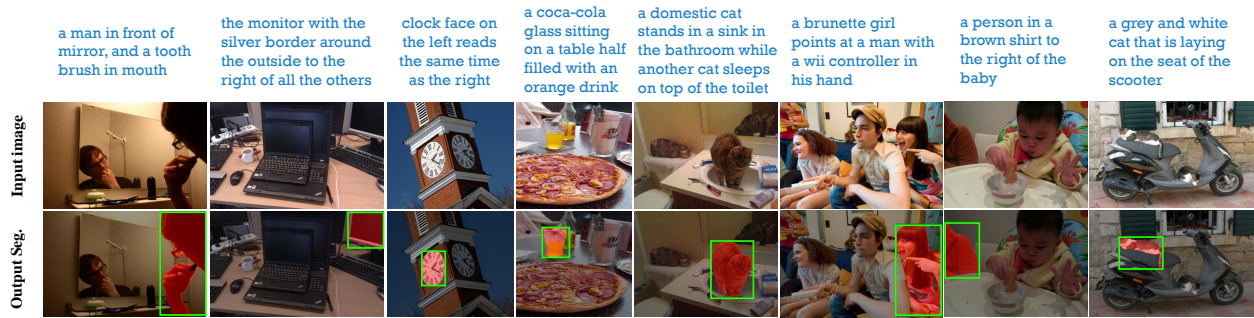 a man in front of
mirror, and a tooth
brush in mouth
the monitor with the
silver border around
the outside to the
right of all the others
clock face on
the left reads
the same time
as the right
a coca-cola
glass sitting
on a table half
filled with an
orange drink
a domestic cat
stands in a sink in
the bathroom while
another cat sleeps
on top of the toilet
a brunette girl
points at a man with
a wii controller in
his hand
a person in a
brown shirt to
the right of the
baby
a grey and white
cat that is laying
on the seat of the
scooter
Input image
Output Seg.